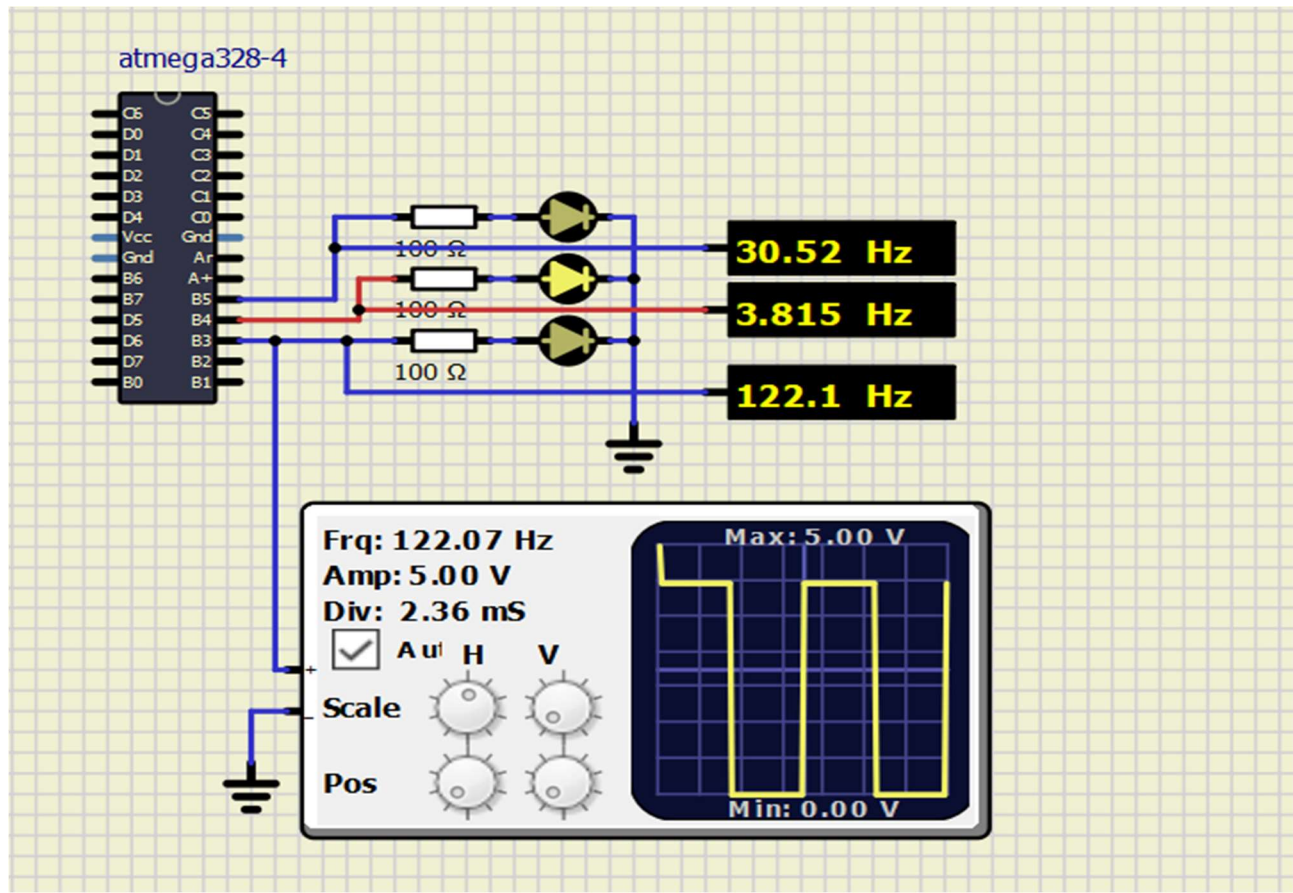 atmega328-4
C6 C5
D0 C4
D1 C3
D2 C2
D3 C1
D4 C0
Vcc Gnd
Gnd Ar
B6 A+
B7 B5
D5 B4
D6 B3
D7 B2
B0 B1
100 Ω
100 Ω
100 Ω
30.52 Hz
3.815 Hz
122.1 Hz
Frq: 122.07 Hz
Amp: 5.00 V
Div: 2.36 mS
Aut H V
+
Scale
–
Pos
Max: 5.00 V
Min: 0.00 V